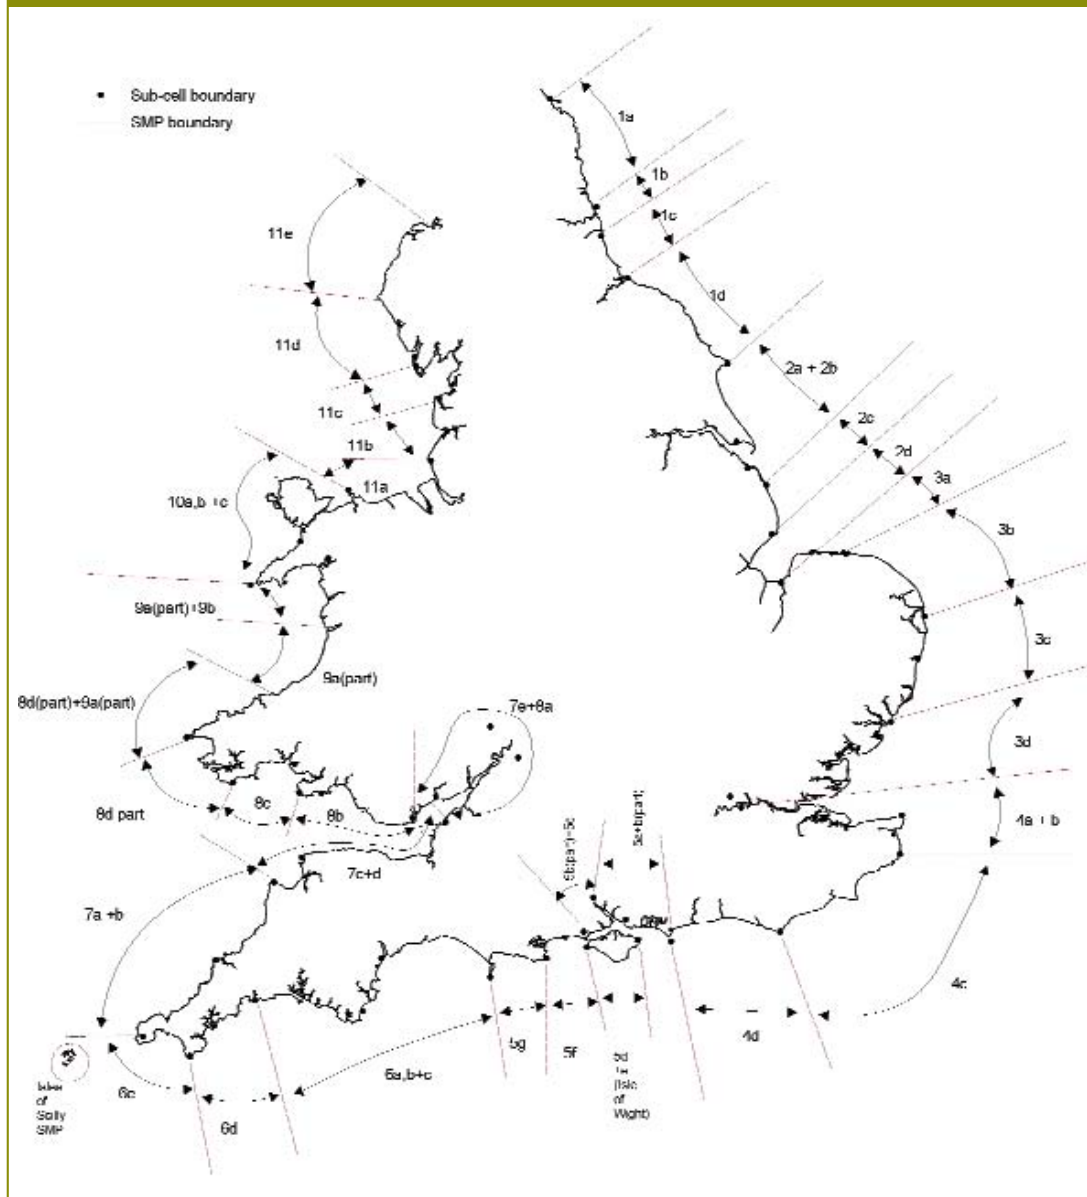 Sub-cell boundary
SMP boundary
1a
1b
1c
1d
2a + 2b
2c
2d
3a
3b
3c
3d
4a + b
4c
4d
5d
+e
(Isle
of
Wight)
5f
5g
6a,b+c
6d
6e
Isles
of
Scilly
SMP
7a +b
7c+d
7e+8a
8b
8c
8d part
8d(part)+9a(part)
9a(part)
9a(part)+9b
10a,b +c
11a
11b
11c
11d
11e